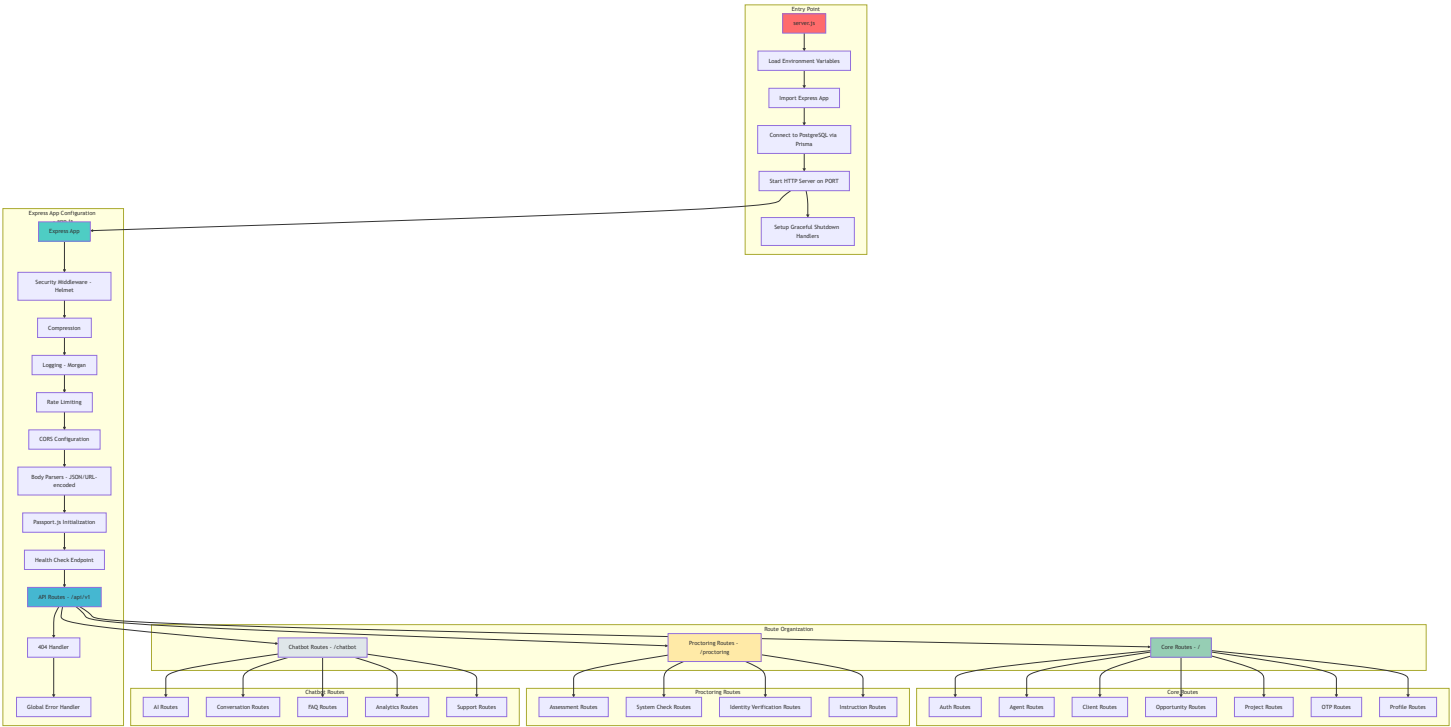 Entry Point
server.js
Load Environment Variables
Import Express App
Connect to PostgreSQL via
Prisma
Start HTTP Server on PORT
Setup Graceful Shutdown
Handlers
Express App Configuration
Express App
Security Middleware -
Helmet
Compression
Logging - Morgan
Rate Limiting
CORS Configuration
Body Parsers - JSON/URL-
encoded
Passport.js Initialization
Health Check Endpoint
API Routes - /api/v1
404 Handler
Global Error Handler
Route Organization
Chatbot Routes - /chatbot
Proctoring Routes -
/proctoring
Core Routes - /
Chatbot Routes
AI Routes
Conversation Routes
FAQ Routes
Analytics Routes
Support Routes
Proctoring Routes
Assessment Routes
System Check Routes
Identity Verification Routes
Instruction Routes
Core Routes
Auth Routes
Agent Routes
Client Routes
Opportunity Routes
Project Routes
OTP Routes
Profile Routes